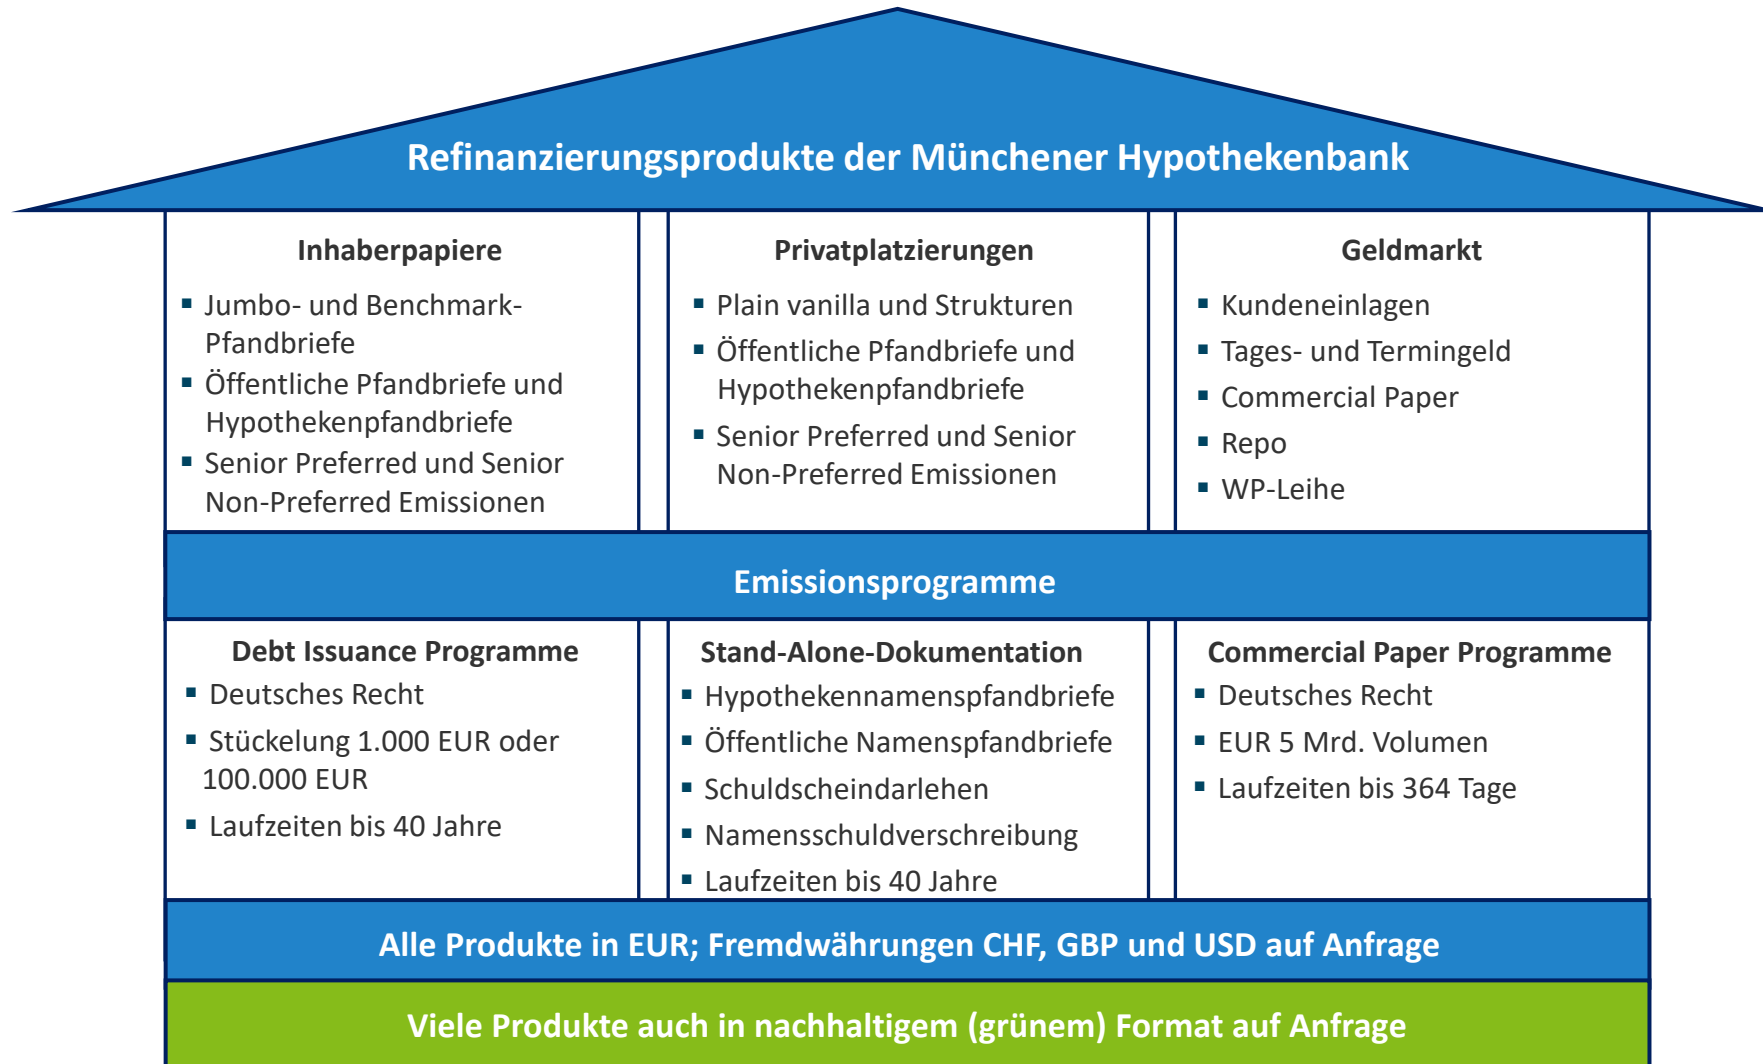 Refinanzierungsprodukte der Münchener Hypothekenbank
Inhaberpapiere
▪ Jumbo- und Benchmark-
Pfandbriefe
▪ Öffentliche Pfandbriefe und
Hypothekenpfandbriefe
▪ Senior Preferred und Senior
Non-Preferred Emissionen
Privatplatzierungen
▪ Plain vanilla und Strukturen
▪ Öffentliche Pfandbriefe und
Hypothekenpfandbriefe
▪ Senior Preferred und Senior
Non-Preferred Emissionen
Geldmarkt
▪ Kundeneinlagen
▪ Tages- und Termingeld
▪ Commercial Paper
▪ Repo
▪ WP-Leihe
Emissionsprogramme
Debt Issuance Programme
▪ Deutsches Recht
▪ Stückelung 1.000 EUR oder
100.000 EUR
▪ Laufzeiten bis 40 Jahre
Stand-Alone-Dokumentation
▪ Hypothekennamenspfandbriefe
▪ Öffentliche Namenspfandbriefe
▪ Schuldscheindarlehen
▪ Namensschuldverschreibung
▪ Laufzeiten bis 40 Jahre
Commercial Paper Programme
▪ Deutsches Recht
▪ EUR 5 Mrd. Volumen
▪ Laufzeiten bis 364 Tage
Alle Produkte in EUR; Fremdwährungen CHF, GBP und USD auf Anfrage
Viele Produkte auch in nachhaltigem (grünem) Format auf Anfrage